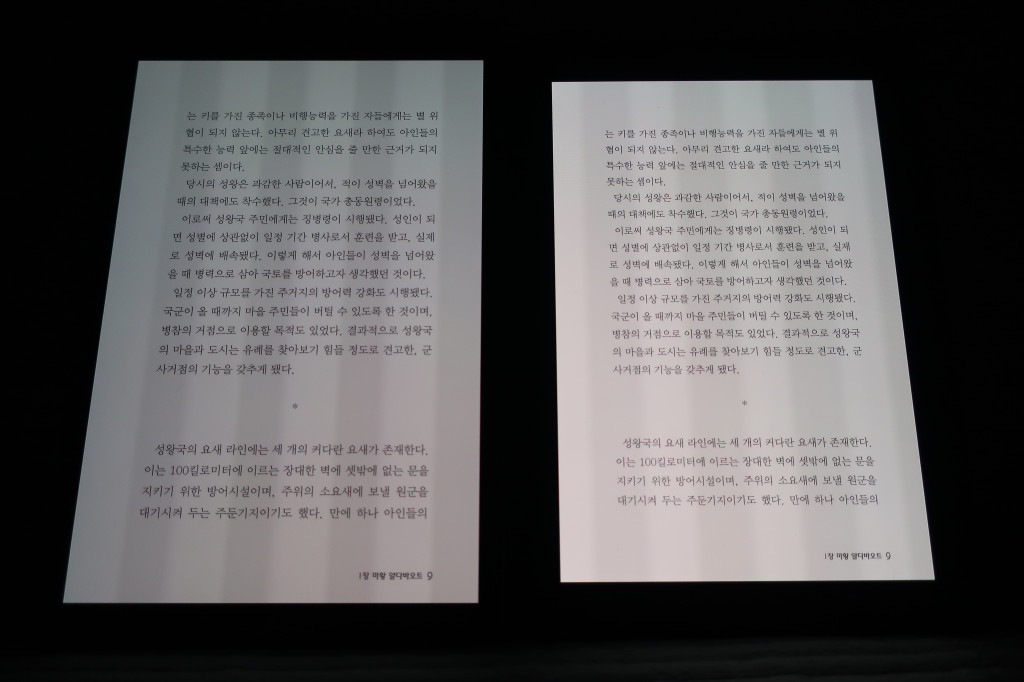 는 키를 가진 종족이나 비행능력을 가진 자들에게는 별 위
협이 되지 않는다. 아무리 견고한 요새라 하여도 아인들의
특수한 능력 앞에는 절대적인 안심을 줄 만한 근거가 되지
못하는 셈이다.
당시의 성왕은 과감한 사람이어서, 적이 성벽을 넘어왔을
때의 대책에도 착수했다. 그것이 국가 총동원령이었다.
이로써 성왕국 주민에게는 징병령이 시행됐다. 성인이 되
면 성별에 상관없이 일정 기간 병사로서 훈련을 받고, 실제
로 성벽에 배속됐다. 이렇게 해서 아인들이 성벽을 넘어왔
을 때 병력으로 삼아 국토를 방어하고자 생각했던 것이다.
일정 이상 규모를 가진 주거지의 방어력 강화도 시행됐다.
국군이 올 때까지 마을 주민들이 버틸 수 있도록 한 것이며,
병참의 거점으로 이용할 목적도 있었다. 결과적으로 성왕국
의 마을과 도시는 유례를 찾아보기 힘들 정도로 견고한, 군
사거점의 기능을 갖추게 됐다.
*
성왕국의 요새 라인에는 세 개의 커다란 요새가 존재한다.
이는 100킬로미터에 이르는 장대한 벽에 셋밖에 없는 문을
지키기 위한 방어시설이며, 주위의 소요새에 보낼 원군을
대기시켜 두는 주둔기지이기도 했다. 만에 하나 아인들의
1장 마왕 얄다바오트 9
는 키를 가진 종족이나 비행능력을 가진 자들에게는 별 위
협이 되지 않는다. 아무리 견고한 요새라 하여도 아인들의
특수한 능력 앞에는 절대적인 안심을 줄 만한 근거가 되지
못하는 셈이다.
당시의 성왕은 과감한 사람이어서, 적이 성벽을 넘어왔을
때의 대책에도 착수했다. 그것이 국가 총동원령이었다.
이로써 성왕국 주민에게는 징병령이 시행됐다. 성인이 되
면 성별에 상관없이 일정 기간 병사로서 훈련을 받고, 실제
로 성벽에 배속됐다. 이렇게 해서 아인들이 성벽을 넘어왔
을 때 병력으로 삼아 국토를 방어하고자 생각했던 것이다.
일정 이상 규모를 가진 주거지의 방어력 강화도 시행됐다.
국군이 올 때까지 마을 주민들이 버틸 수 있도록 한 것이며,
병참의 거점으로 이용할 목적도 있었다. 결과적으로 성왕국
의 마을과 도시는 유례를 찾아보기 힘들 정도로 견고한, 군
사거점의 기능을 갖추게 됐다.
*
성왕국의 요새 라인에는 세 개의 커다란 요새가 존재한다.
이는 100킬로미터에 이르는 장대한 벽에 셋밖에 없는 문을
지키기 위한 방어시설이며, 주위의 소요새에 보낼 원군을
대기시켜 두는 주둔기지이기도 했다. 만에 하나 아인들의
1장 마왕 얄다바오트 9